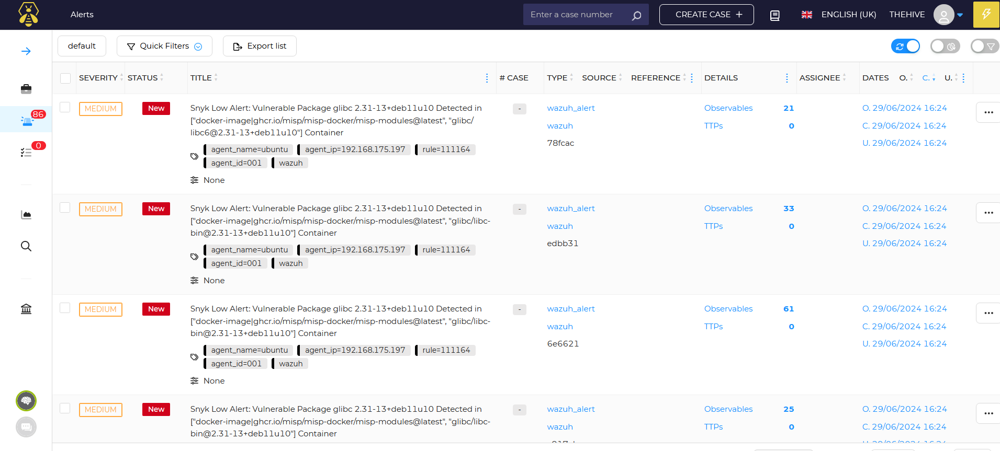 Alerts
Enter a case number
CREATE CASE +
ENGLISH (UK)
THEHIVE
default
Quick Filters
Export list
SEVERITY STATUS TITLE # CASE TYPE SOURCE REFERENCE DETAILS ASSIGNEE DATES O. C. U.
86
0
MEDIUM
New
Snyk Low Alert: Vulnerable Package glibc 2.31-13+deb11u10 Detected in
["docker-image|ghcr.io/misp/misp-docker/misp-modules@latest", "glibc/
libc6@2.31-13+deb11u10"] Container
agent_name=ubuntu agent_ip=192.168.175.197 rule=111164
agent_id=001 wazuh
None
-
wazuh_alert
wazuh
78fcac
Observables 21
TTPs 0
O. 29/06/2024 16:24
C. 29/06/2024 16:24
U. 29/06/2024 16:24
MEDIUM
New
Snyk Low Alert: Vulnerable Package glibc 2.31-13+deb11u10 Detected in
["docker-image|ghcr.io/misp/misp-docker/misp-modules@latest", "glibc/libc-
bin@2.31-13+deb11u10"] Container
agent_name=ubuntu agent_ip=192.168.175.197 rule=111164
agent_id=001 wazuh
None
-
wazuh_alert
wazuh
edbb31
Observables 33
TTPs 0
O. 29/06/2024 16:24
C. 29/06/2024 16:24
U. 29/06/2024 16:24
MEDIUM
New
Snyk Low Alert: Vulnerable Package glibc 2.31-13+deb11u10 Detected in
["docker-image|ghcr.io/misp/misp-docker/misp-modules@latest", "glibc/libc-
bin@2.31-13+deb11u10"] Container
agent_name=ubuntu agent_ip=192.168.175.197 rule=111164
agent_id=001 wazuh
None
-
wazuh_alert
wazuh
6e6621
Observables 61
TTPs 0
O. 29/06/2024 16:24
C. 29/06/2024 16:24
U. 29/06/2024 16:24
MEDIUM
New
Snyk Low Alert: Vulnerable Package glibc 2.31-13+deb11u10 Detected in
["docker-image|ghcr.io/misp/misp-docker/misp-modules@latest", "glibc/libc-
bin@2.31-13+deb11u10"] Container
-
wazuh_alert
wazuh
Observables 25
TTPs 0
O. 29/06/2024 16:24
C. 29/06/2024 16:24